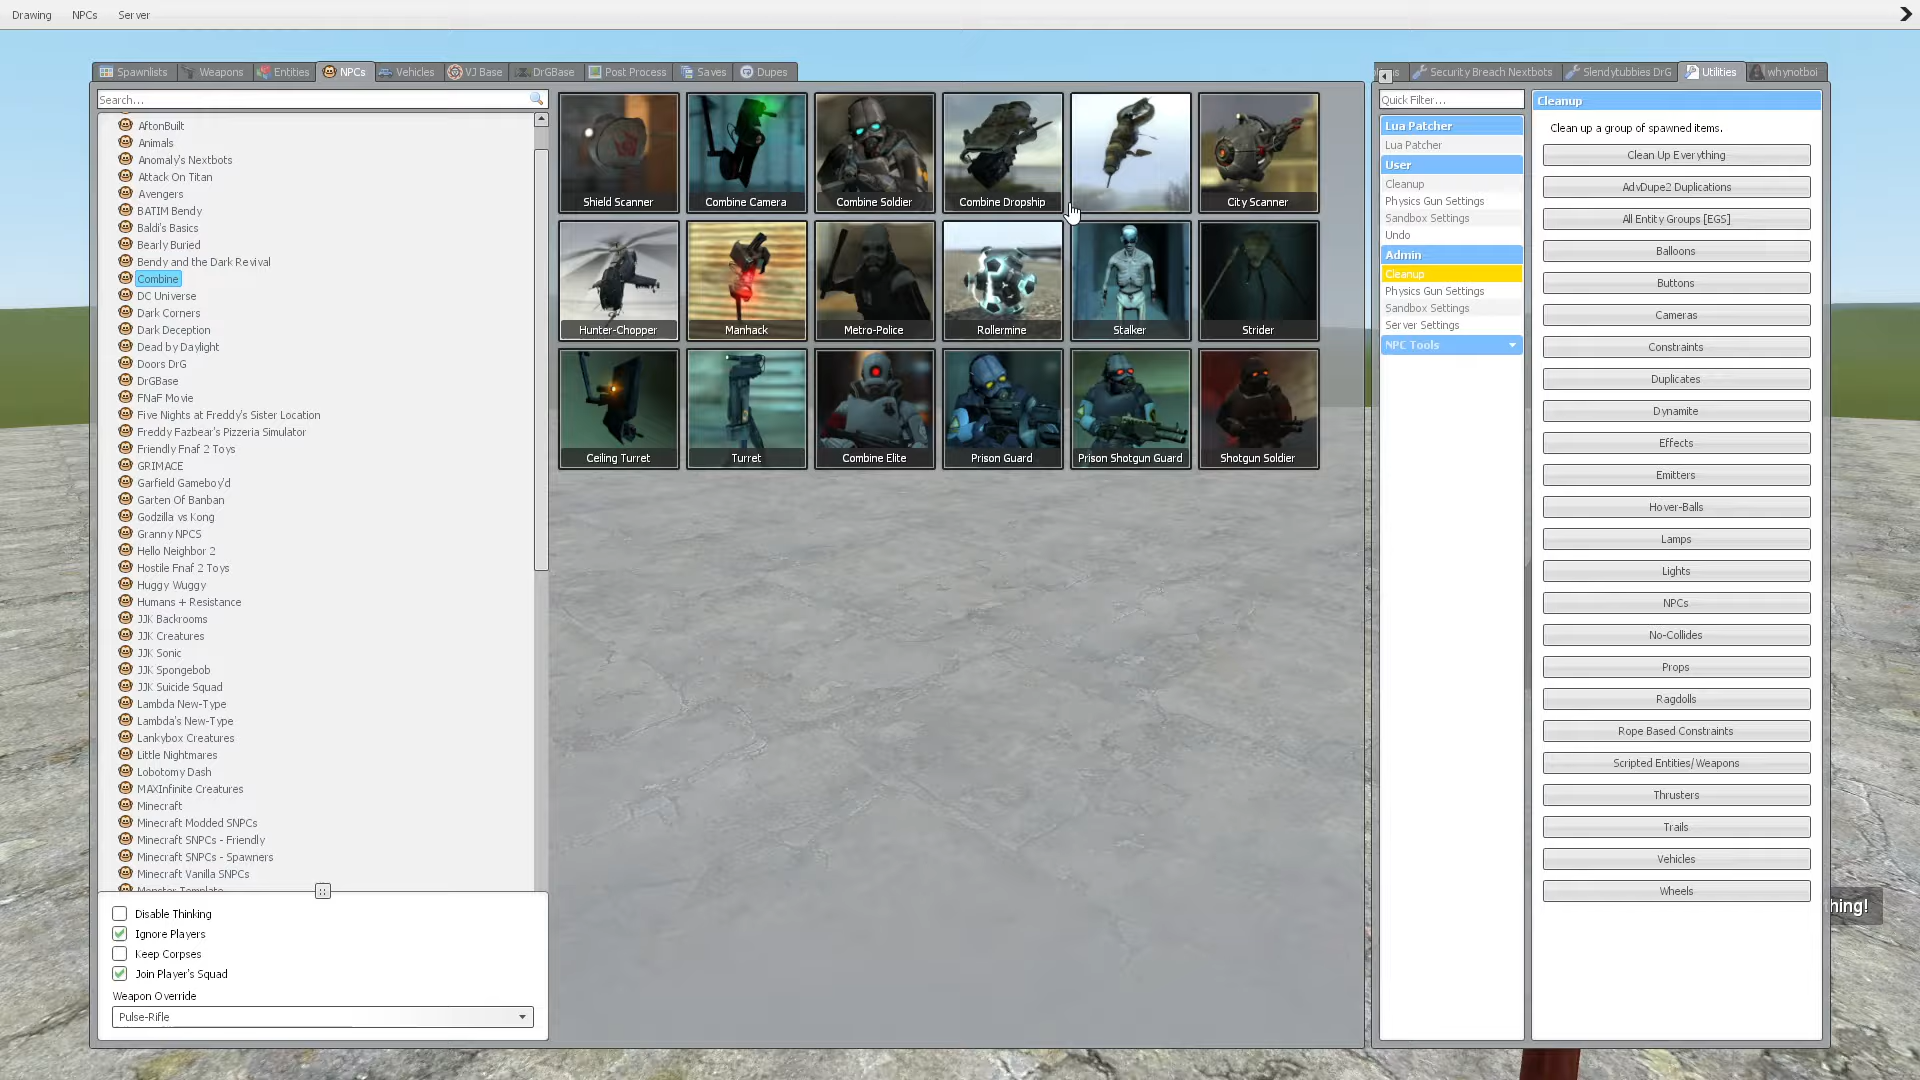 Drawing NPCs Server
Spawnlists Weapons Entities NPCs Vehicles VJ Base DrGBase Post Process Saves Dupes
Search...
AftonBuilt
Animals
Anomaly's Nextbots
Attack On Titan
Avengers
BATIM Bendy
Baldi's Basics
Bearly Buried
Bendy and the Dark Revival
Combine
DC Universe
Dark Corners
Dark Deception
Dead by Daylight
Doors DrG
DrGBase
FNaF Movie
Five Nights at Freddy's Sister Location
Freddy Fazbear's Pizzeria Simulator
Friendly Fnaf 2 Toys
GRIMACE
Garfield Gameboy'd
Garten Of Banban
Godzilla vs Kong
Granny NPCS
Hello Neighbor 2
Hostile Fnaf 2 Toys
Huggy Wuggy
Humans + Resistance
JJK Backrooms
JJK Creatures
JJK Sonic
JJK Spongebob
JJK Suicide Squad
Lambda New-Type
Lambda's New-Type
Lankybox Creatures
Little Nightmares
Lobotomy Dash
MAXInfinite Creatures
Minecraft
Minecraft Modded SNPCs
Minecraft SNPCs - Friendly
Minecraft SNPCs - Spawners
Minecraft Vanilla SNPCs
Monster Template
Disable Thinking
Ignore Players
Keep Corpses
Join Player's Squad
Weapon Override
Pulse-Rifle
Shield Scanner Combine Camera Combine Soldier Combine Dropship City Scanner
Hunter-Chopper Manhack Metro-Police Rollermine Stalker Strider
Ceiling Turret Turret Combine Elite Prison Guard Prison Shotgun Guard Shotgun Soldier
Security Breach Nextbots Slendytubbies DrG Utilities whynotboi
Quick Filter...
Lua Patcher
Lua Patcher
User
Cleanup
Physics Gun Settings
Sandbox Settings
Undo
Admin
Cleanup
Physics Gun Settings
Sandbox Settings
Server Settings
NPC Tools
Cleanup
Clean up a group of spawned items.
Clean Up Everything
AdvDupe2 Duplications
All Entity Groups [EGS]
Balloons
Buttons
Cameras
Constraints
Duplicates
Dynamite
Effects
Emitters
Hover-Balls
Lamps
Lights
NPCs
No-Collides
Props
Ragdolls
Rope Based Constraints
Scripted Entities/Weapons
Thrusters
Trails
Vehicles
Wheels
hing!